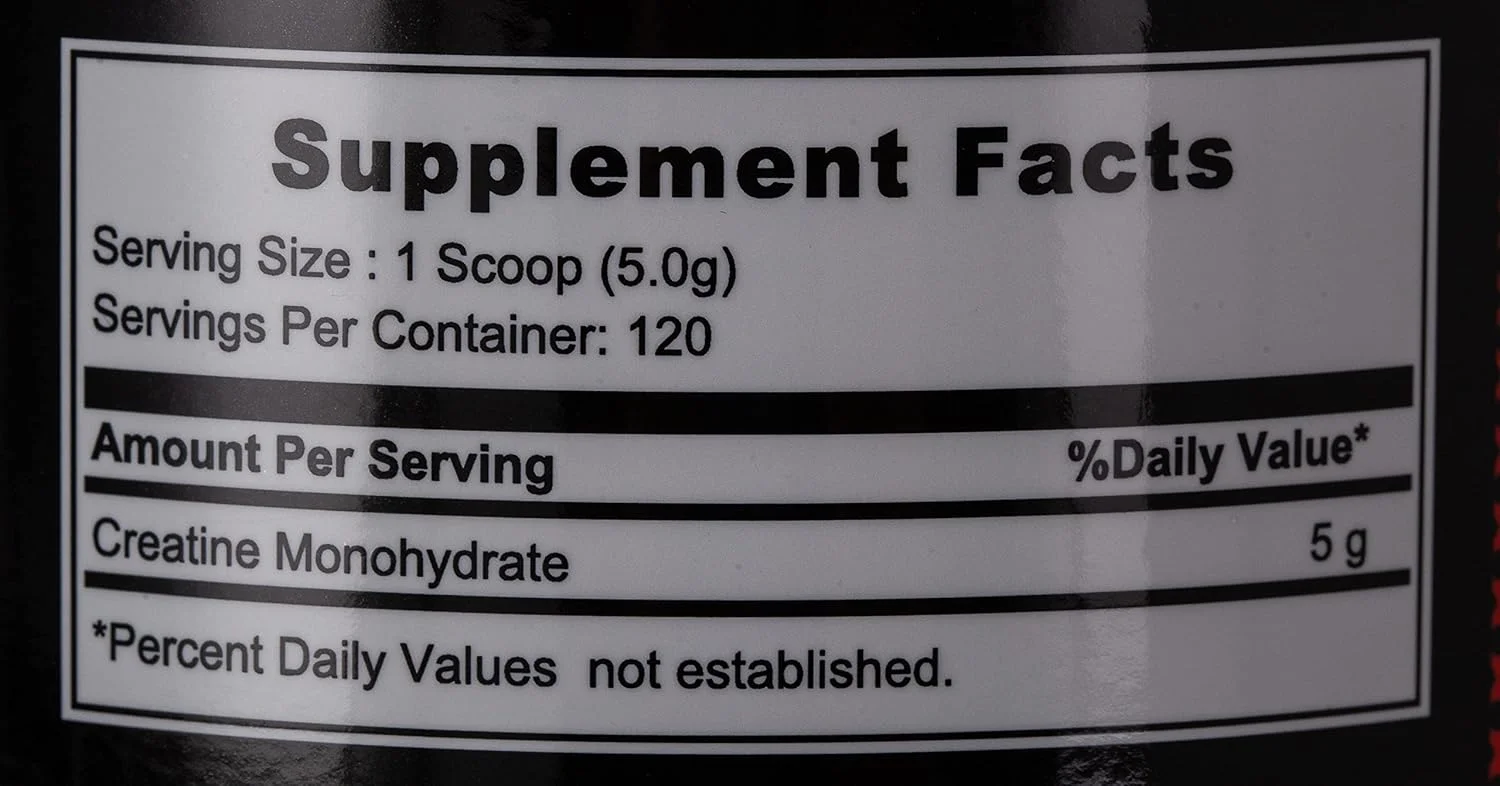 Supplement Facts
Serving Size : 1 Scoop (5.0g)
Servings Per Container: 120
Amount Per Serving %Daily Value*
Creatine Monohydrate 5 g
*Percent Daily Values not established.